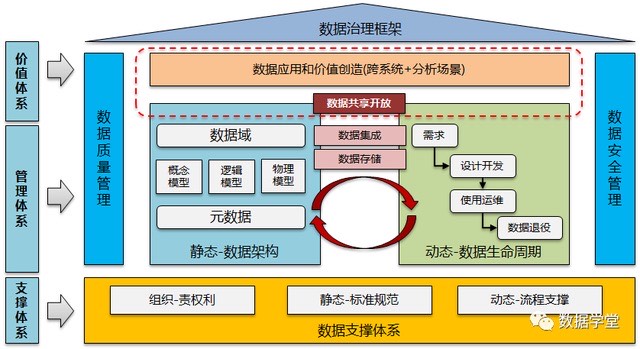 数据治理框架
价值体系
数据应用和价值创造(跨系统+分析场景)
数据共享开放
管理体系
数据质量管理
数据域
概念
模型
逻辑
模型
物理
模型
元数据
静态-数据架构
数据集成
数据存储
需求
设计开发
使用运维
数据退役
动态-数据生命周期
数据安全管理
支撑体系
组织-责权利
静态-标准规范
动态-流程支撑
数据支撑体系
数据学堂